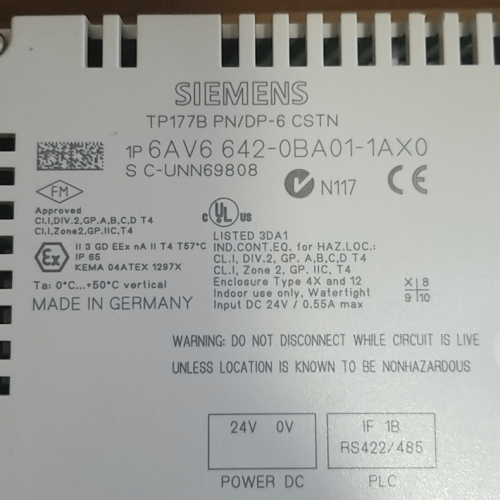 SIEMENS
TP177B PN/DP-6 CSTN
1P 6AV6 642-0BA01-1AX0
S C-UNN69808
N117 CE
FM
Approved
CL.I,DIV.2,GP.A,B,C,D T4
CL.I,Zone2,GP.IIC,T4
c UL US
LISTED 3DA1
IND.CONT.EQ. for HAZ.LOC.:
CL.I, DIV.2, GP. A,B,C,D T4
CL.I, Zone 2, GP. IIC, T4
Enclosure Type 4X and 12
Indoor use only, Watertight
Input DC 24V / 0.55A max
Ex
II 3 GD EEx nA II T4 T57°C
IP 65
KEMA 04ATEX 1297X
Ta: 0°C...+50°C vertical
MADE IN GERMANY
X 8
9 10
WARNING: DO NOT DISCONNECT WHILE CIRCUIT IS LIVE
UNLESS LOCATION IS KNOWN TO BE NONHAZARDOUS
24V 0V
POWER DC
IF 1B
RS422/485
PLC